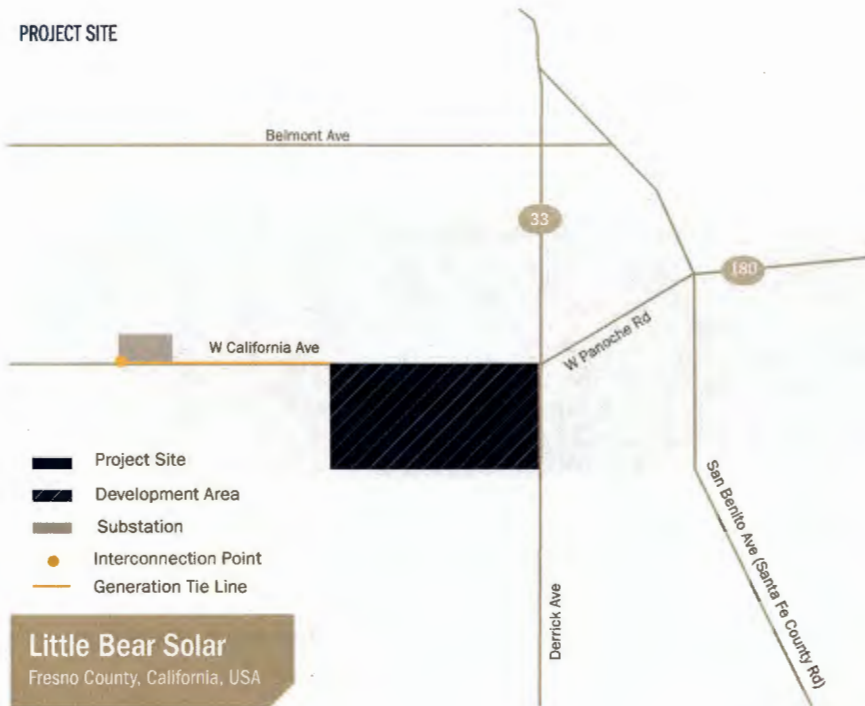 PROJECT SITE
Belmont Ave
33
180
W California Ave
W Panoche Rd
Project Site
Development Area
Substation
Interconnection Point
Generation Tie Line
San Benito Ave (Santa Fe County Rd)
Derrick Ave
Little Bear Solar
Fresno County, California, USA